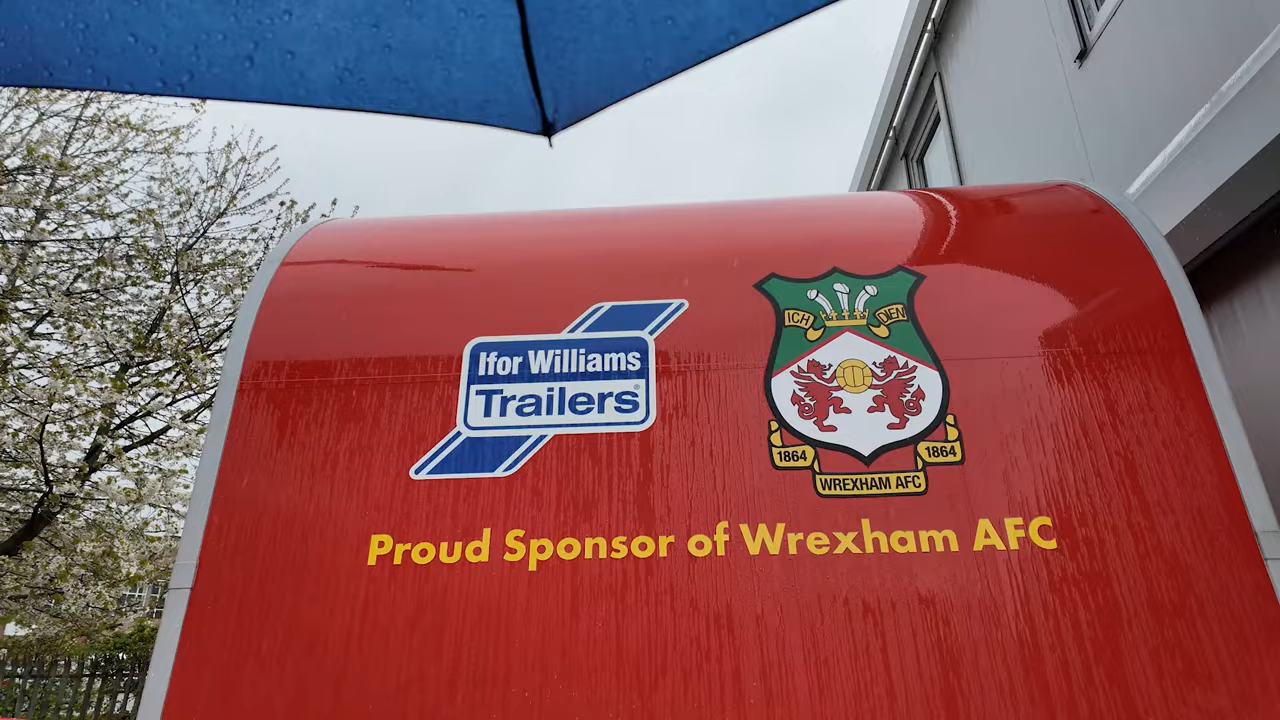 Ifor Williams
Trailers®
ICH DIEN
1864 1864
WREXHAM AFC
Proud Sponsor of Wrexham AFC